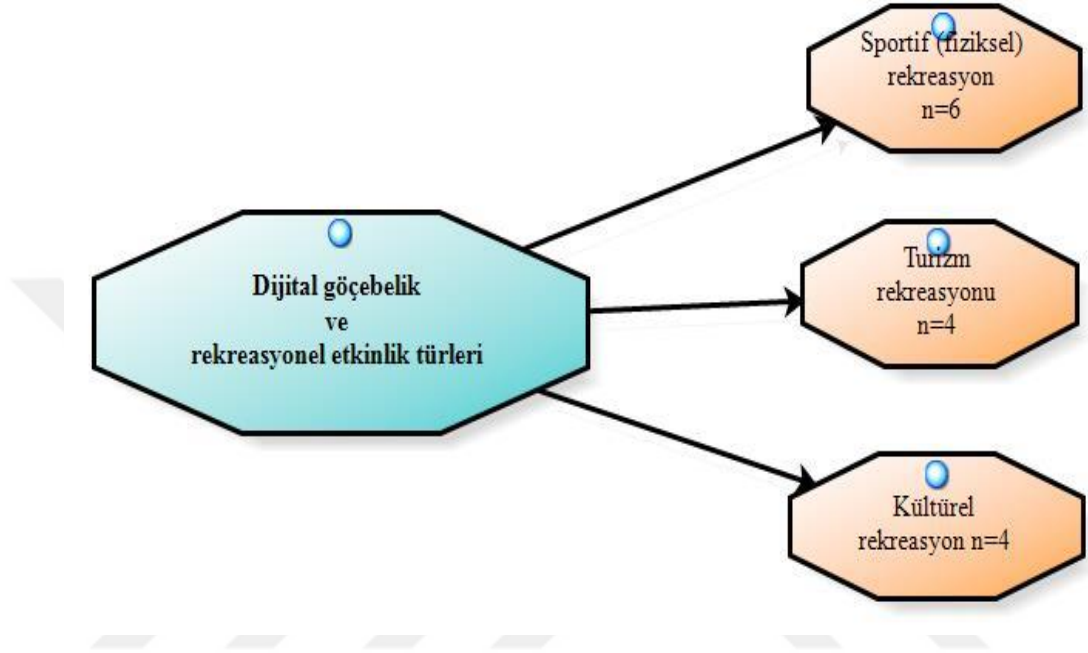 Sportif (fiziksel)
rekreasyon
n=6
Dijital göçebelik
ve
rekreasyonel etkinlik türleri
Turizm
rekreasyonu
n=4
Kültürel
rekreasyon n=4